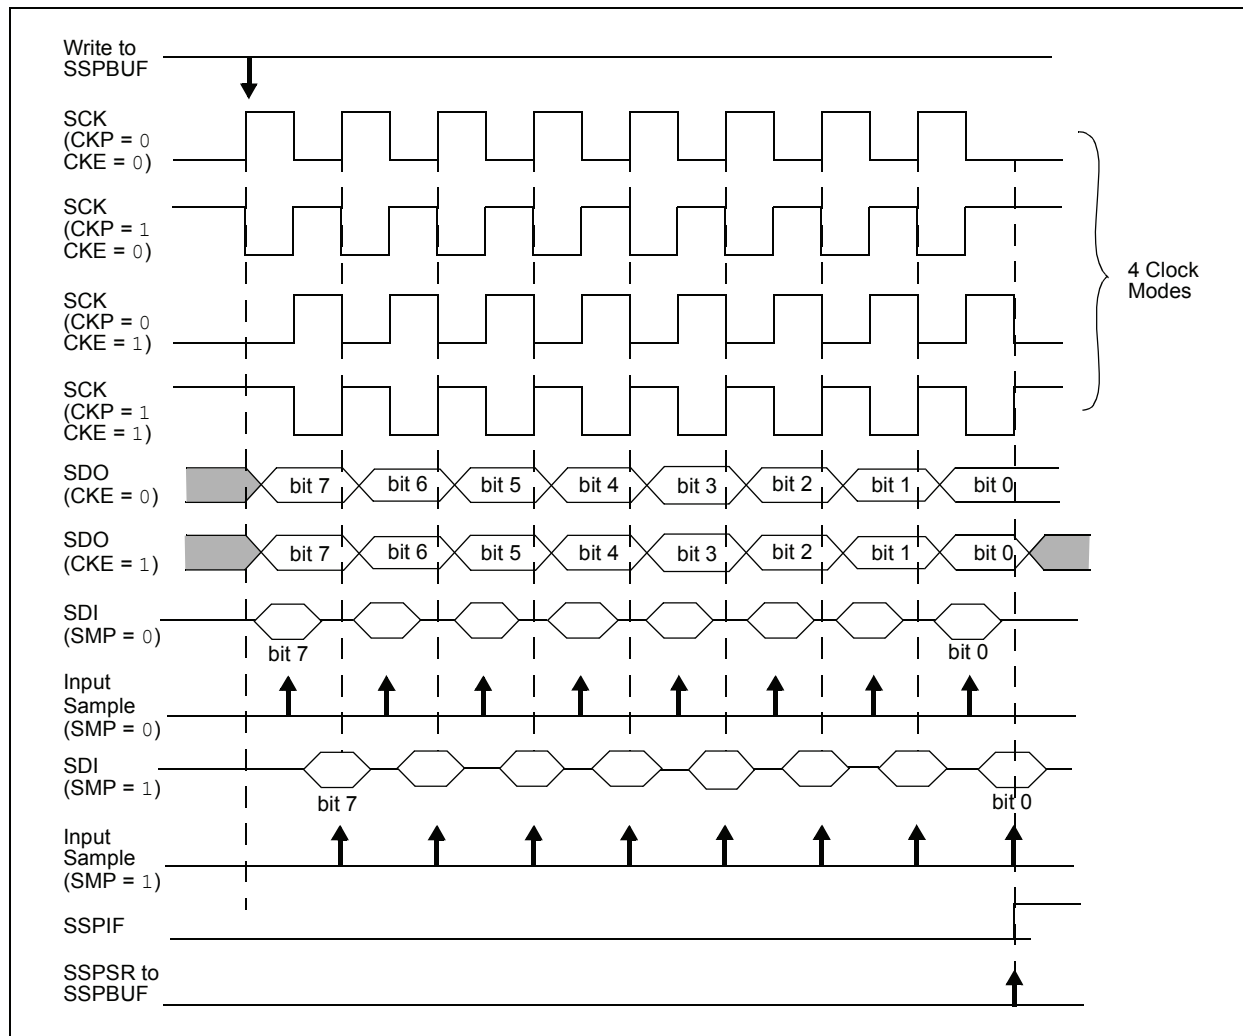 Write to
SSPBUF
SCK
(CKP = 0
CKE = 0)
SCK
(CKP = 1
CKE = 0)
SCK
(CKP = 0
CKE = 1)
SCK
(CKP = 1
CKE = 1)
4 Clock
Modes
SDO
(CKE = 0)
bit 7 bit 6 bit 5 bit 4 bit 3 bit 2 bit 1 bit 0
SDO
(CKE = 1)
bit 7 bit 6 bit 5 bit 4 bit 3 bit 2 bit 1 bit 0
SDI
(SMP = 0)
bit 7 bit 0
Input
Sample
(SMP = 0)
SDI
(SMP = 1)
bit 7 bit 0
Input
Sample
(SMP = 1)
SSPIF
SSPSR to
SSPBUF